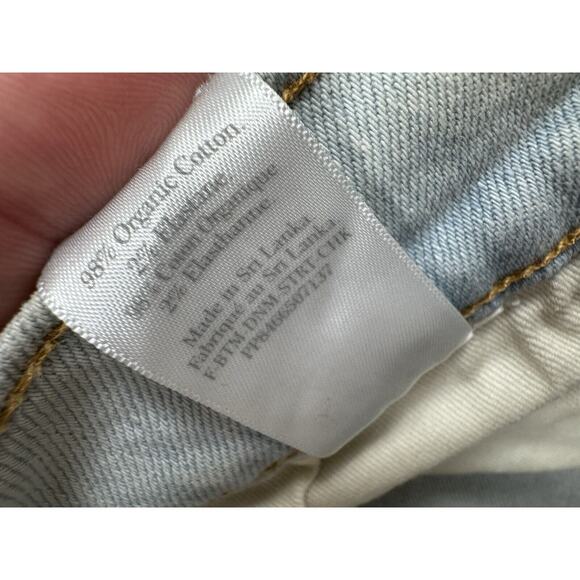 98% Organic Cotton
2% Elastane
98% Coton Organique
2% Elasthanne
Made in Sri Lanka
Fabriqué au Sri Lanka
F BTM DNM STRT CHK